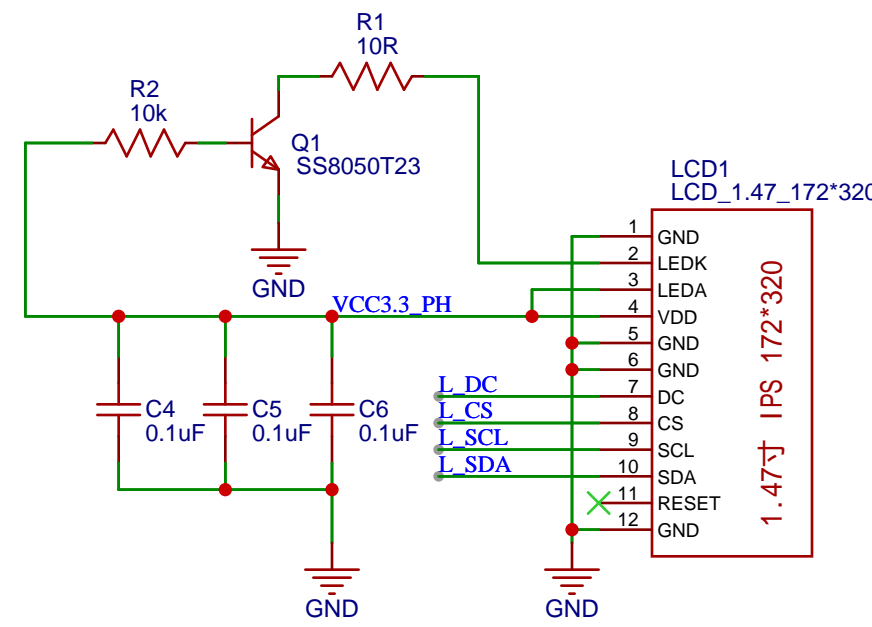 R1
10R
R2
10k
Q1
SS8050T23
GND
LCD1
LCD_1.47_172*320
1 GND
2 LEDK
3 LEDA
4 VDD
5 GND
6 GND
7 DC
8 CS
9 SCL
10 SDA
11 RESET
12 GND
1.47寸 IPS 172*320
VCC3.3_PH
L_DC
L_CS
L_SCL
L_SDA
C4
0.1uF
C5
0.1uF
C6
0.1uF
GND
GND